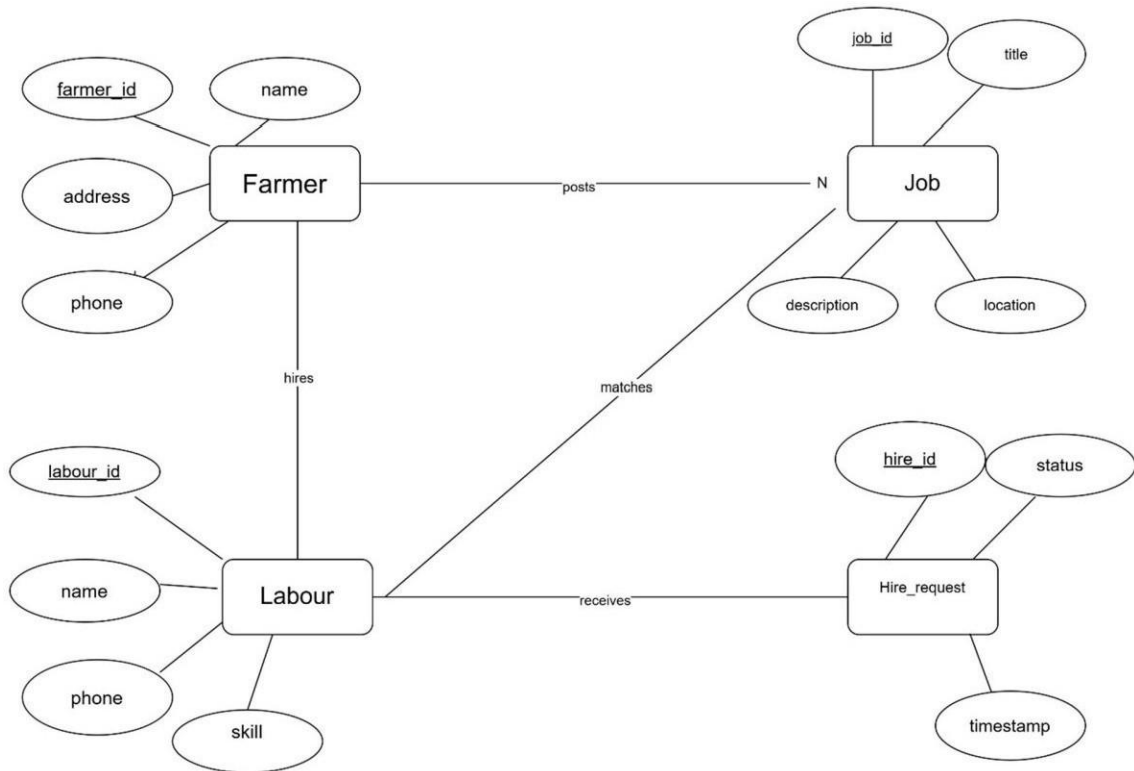 job_id
title
farmer_id
name
Farmer
posts
N
Job
address
phone
description
location
hires
matches
labour_id
hire_id
status
name
Labour
receives
Hire_request
phone
skill
timestamp